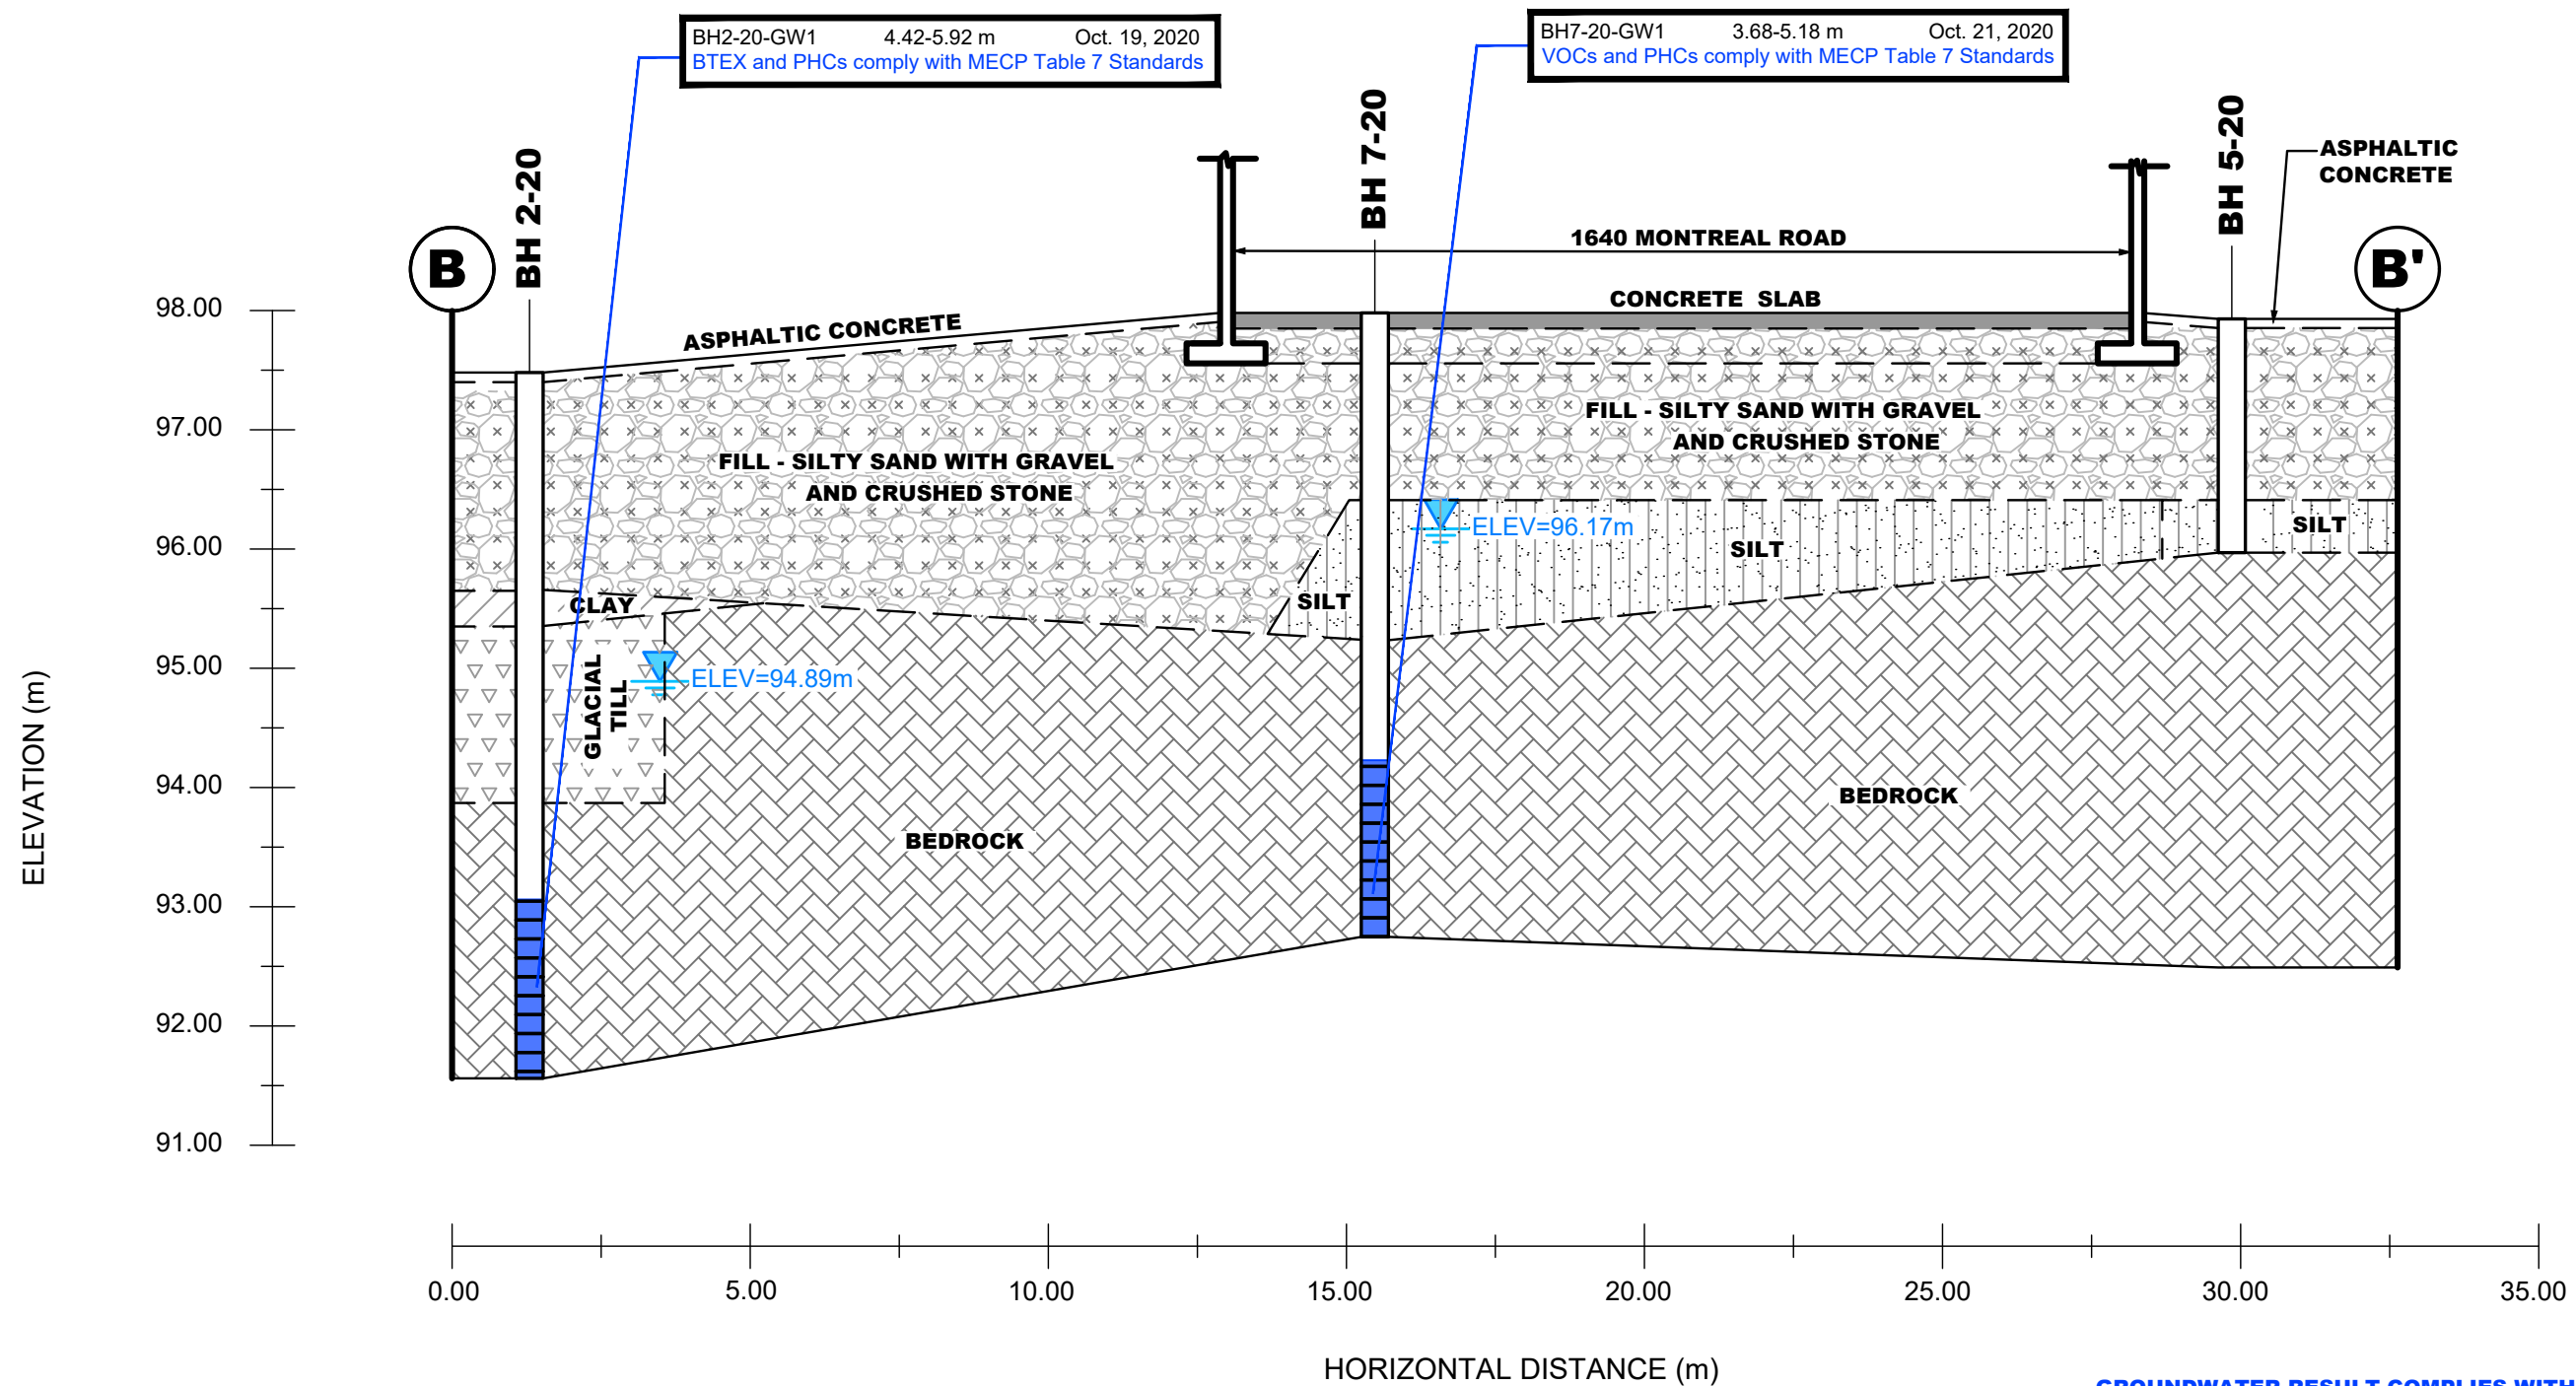 BH2-20-GW1 4.42-5.92 m Oct. 19, 2020
BTEX and PHCs comply with MECP Table 7 Standards
BH7-20-GW1 3.68-5.18 m Oct. 21, 2020
VOCs and PHCs comply with MECP Table 7 Standards
BH 2-20
BH 7-20
BH 5-20
ASPHALTIC
CONCRETE
B
B'
1640 MONTREAL ROAD
CONCRETE SLAB
ASPHALTIC CONCRETE
98.00
97.00
96.00
95.00
94.00
93.00
92.00
91.00
ELEVATION (m)
FILL - SILTY SAND WITH GRAVEL
AND CRUSHED STONE
FILL - SILTY SAND WITH GRAVEL
AND CRUSHED STONE
ELEV=96.17m
SILT
SILT
SILT
CLAY
GLACIAL
TILL
ELEV=94.89m
BEDROCK
BEDROCK
0.00
5.00
10.00
15.00
20.00
25.00
30.00
35.00
HORIZONTAL DISTANCE (m)
GROUNDWATER RESULT COMPLIES WITH